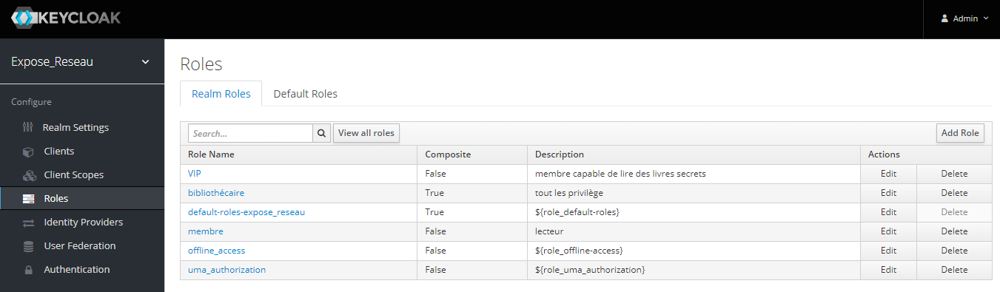 KEYCLOAK
Admin
Expose_Reseau
Configure
Realm Settings
Clients
Client Scopes
Roles
Identity Providers
User Federation
Authentication
Roles
Realm Roles Default Roles
Search... View all roles Add Role
Role Name Composite Description Actions
VIP False membre capable de lire des livres secrets Edit Delete
bibliothécaire True tout les privilège Edit Delete
default-roles-expose_reseau True ${role_default-roles} Edit Delete
membre False lecteur Edit Delete
offline_access False ${role_offline-access} Edit Delete
uma_authorization False ${role_uma_authorization} Edit Delete